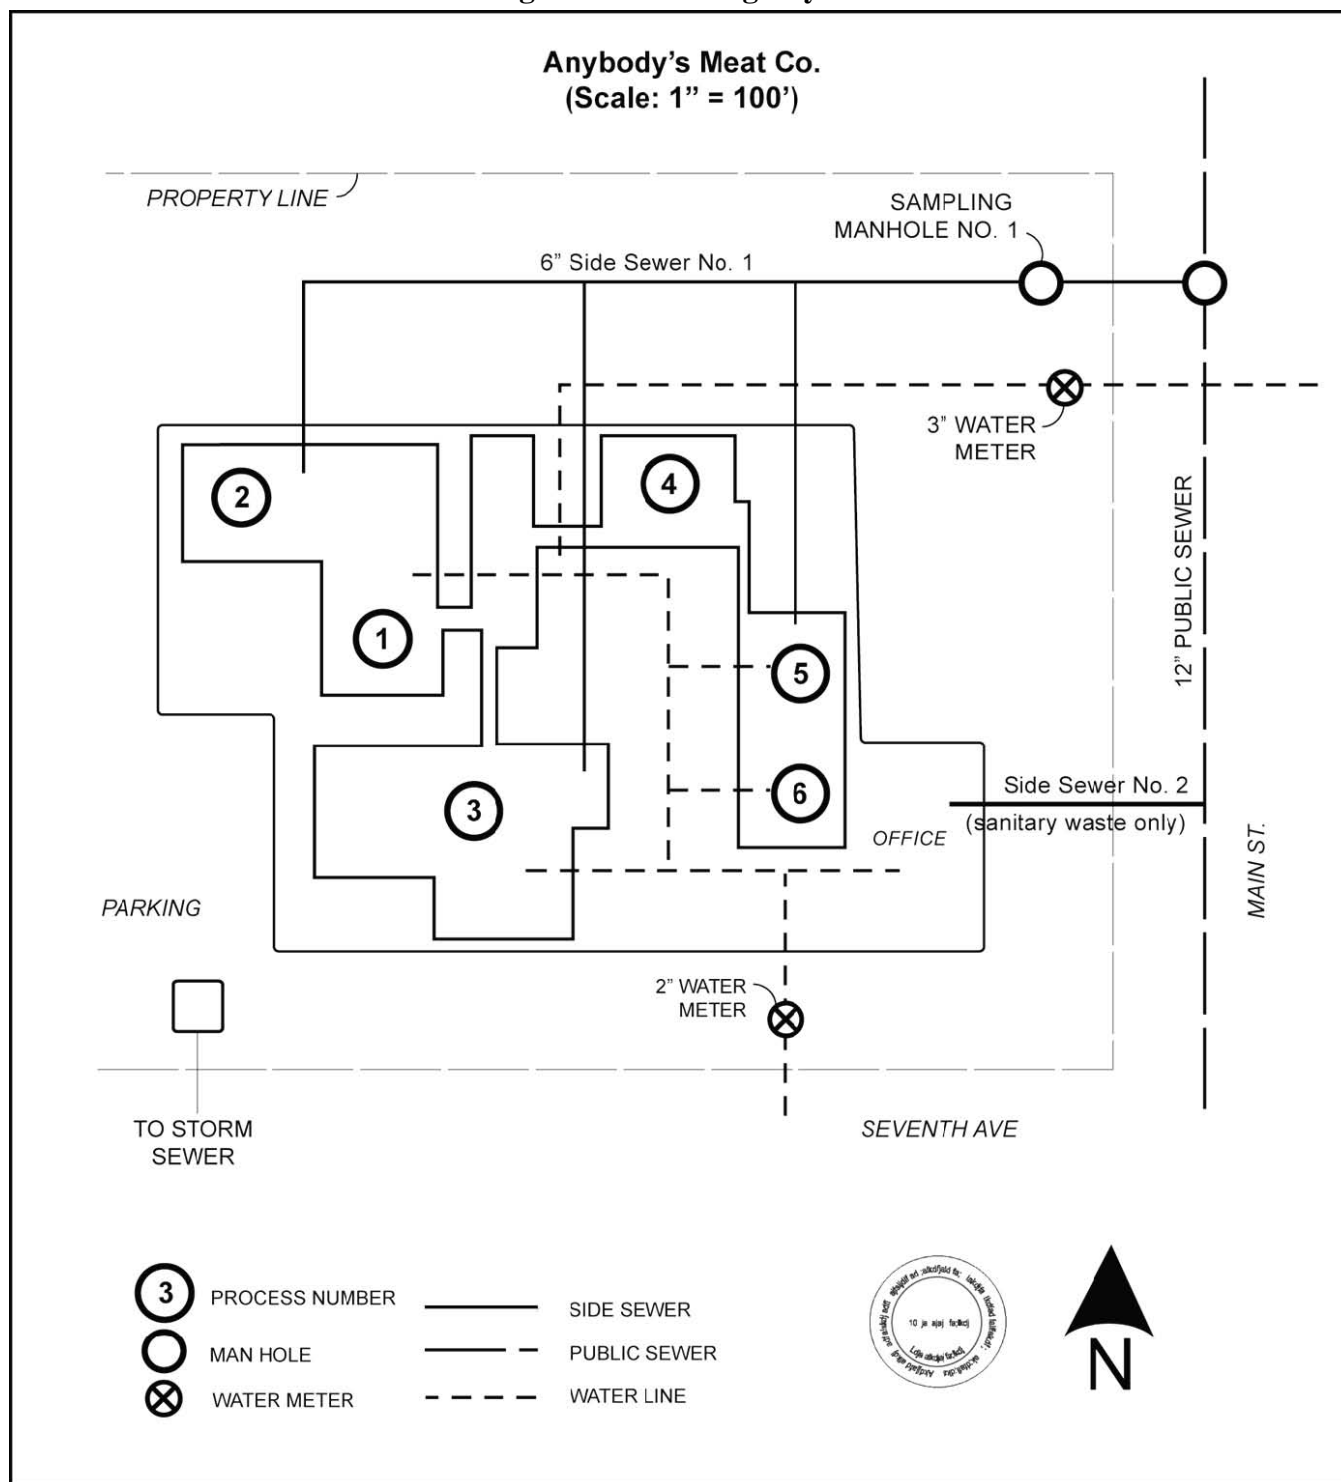 Anybody's Meat Co.
(Scale: 1” = 100’)
PROPERTY LINE
SAMPLING
MANHOLE NO. 1
6” Side Sewer No. 1
3” WATER
METER
2
4
12” PUBLIC SEWER
1
5
6
3
Side Sewer No. 2
(sanitary waste only)
OFFICE
MAIN ST.
PARKING
2” WATER
METER
TO STORM
SEWER
SEVENTH AVE
3
PROCESS NUMBER
SIDE SEWER
MAN HOLE
PUBLIC SEWER
WATER METER
WATER LINE
N